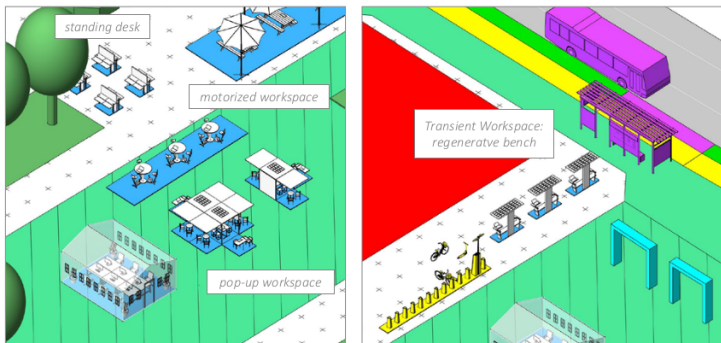 standing desk
motorized workspace
pop-up workspace
Transient Workspace:
regeneratve bench